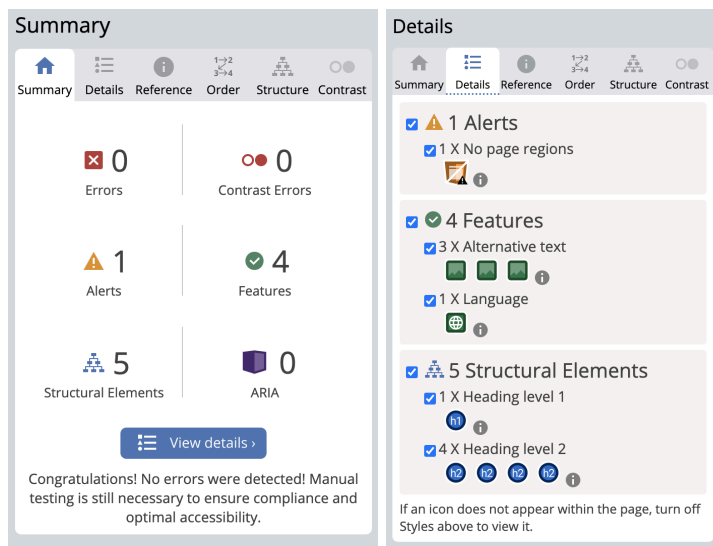 Summary
Summary
Details
Reference
1→2
3→4
Order
Structure
Contrast
0
Errors
0
Contrast Errors
1
Alerts
4
Features
5
Structural Elements
0
ARIA
View details ›
Congratulations! No errors were detected! Manual
testing is still necessary to ensure compliance and
optimal accessibility.
Details
Summary
Details
Reference
1→2
3→4
Order
Structure
Contrast
1 Alerts
1 X No page regions
4 Features
3 X Alternative text
1 X Language
5 Structural Elements
1 X Heading level 1
h1
4 X Heading level 2
h2 h2 h2 h2
If an icon does not appear within the page, turn off
Styles above to view it.